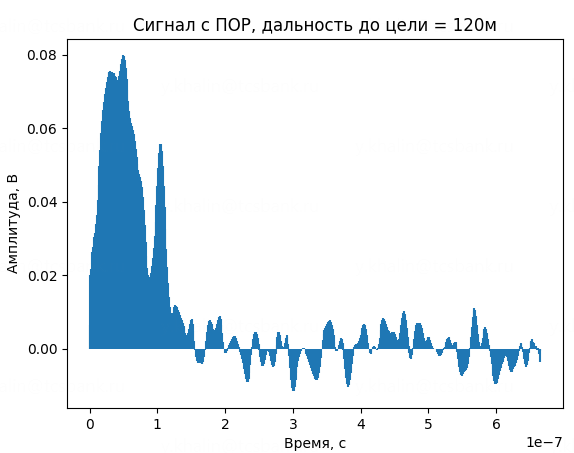 Сигнал с ПОР, дальность до цели = 120м
Амплитуда, В
0.08
0.06
0.04
0.02
0.00
0 1 2 3 4 5 6
1e−7
Время, с